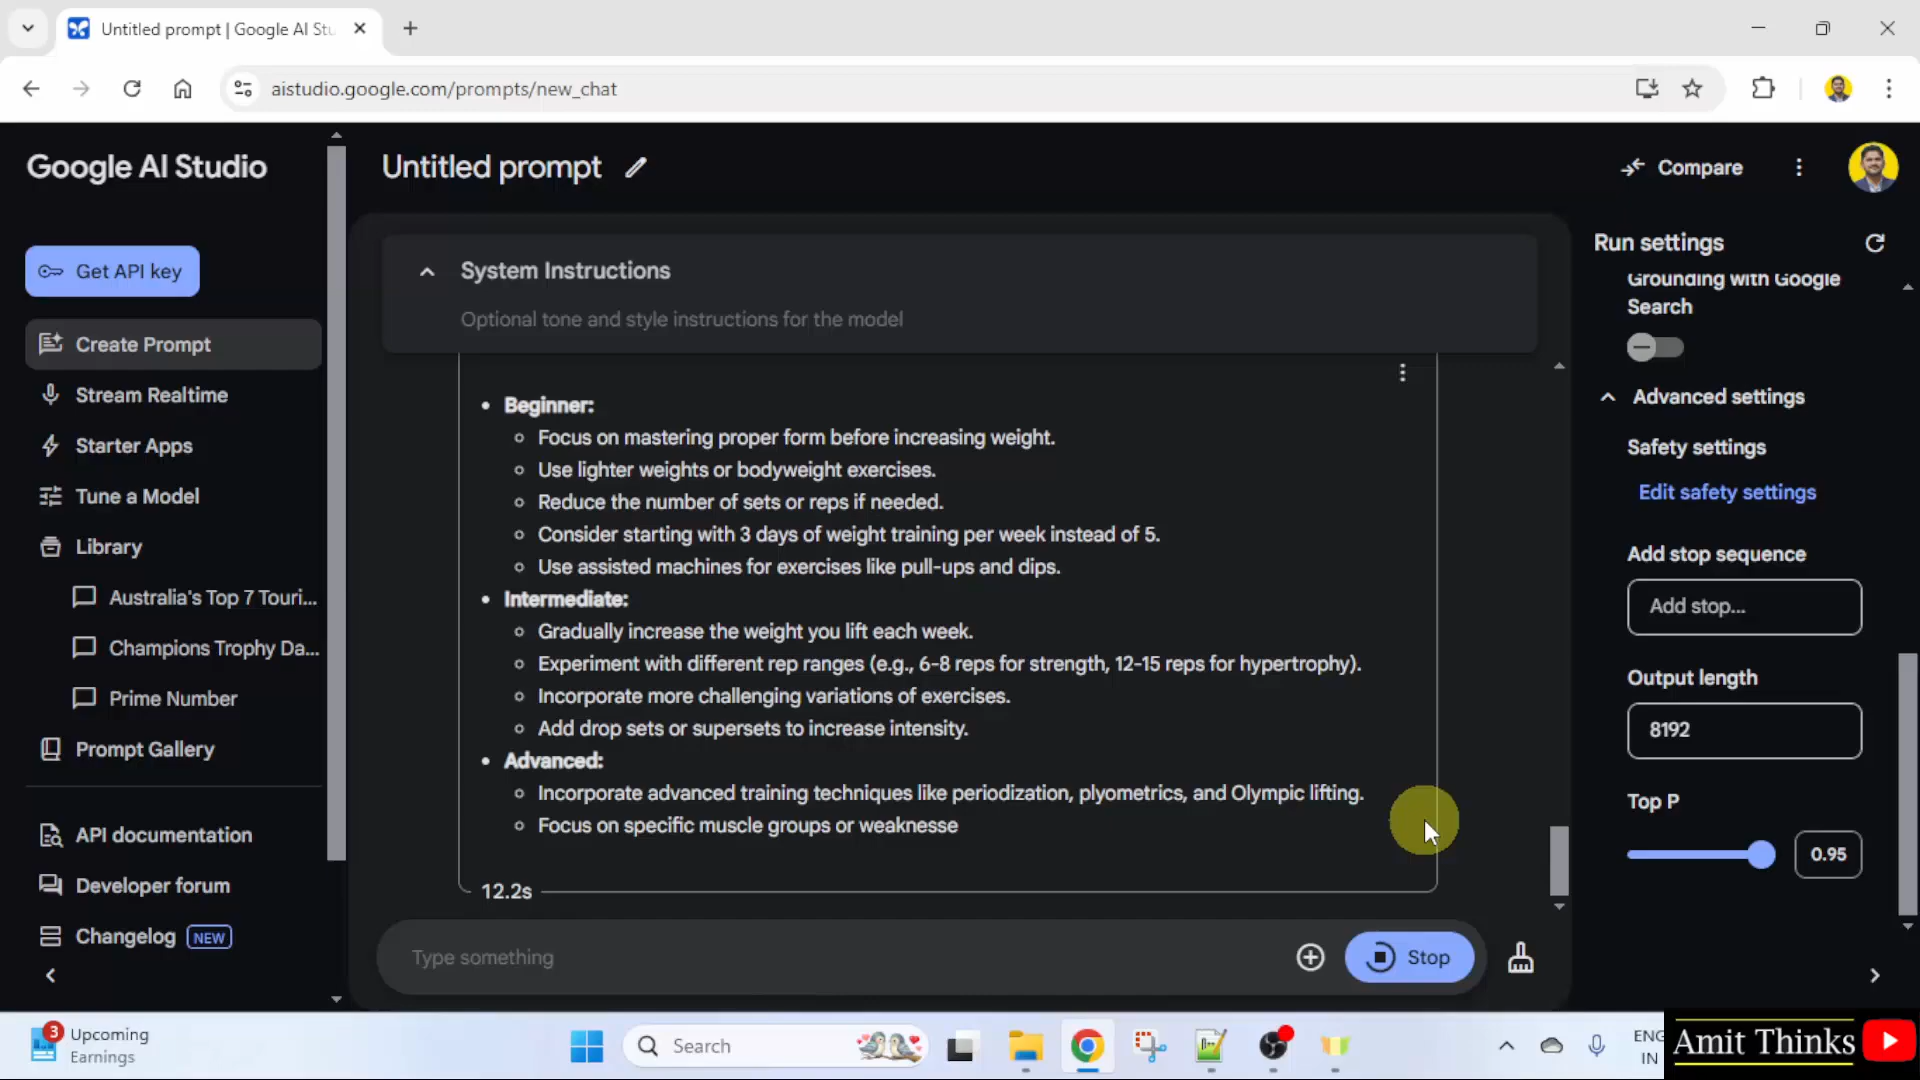 Untitled prompt | Google AI Stu
aistudio.google.com/prompts/new_chat
Google AI Studio
Untitled prompt
Compare
Get API key
Create Prompt
Stream Realtime
Starter Apps
Tune a Model
Library
Australia's Top 7 Touri...
Champions Trophy Da...
Prime Number
Prompt Gallery
API documentation
Developer forum
Changelog NEW
System Instructions
Optional tone and style instructions for the model
Beginner:
Focus on mastering proper form before increasing weight.
Use lighter weights or bodyweight exercises.
Reduce the number of sets or reps if needed.
Consider starting with 3 days of weight training per week instead of 5.
Use assisted machines for exercises like pull-ups and dips.
Intermediate:
Gradually increase the weight you lift each week.
Experiment with different rep ranges (e.g., 6-8 reps for strength, 12-15 reps for hypertrophy).
Incorporate more challenging variations of exercises.
Add drop sets or supersets to increase intensity.
Advanced:
Incorporate advanced training techniques like periodization, plyometrics, and Olympic lifting.
Focus on specific muscle groups or weaknesse
12.2s
Type something
Stop
Run settings
Grounding with Google
Search
Advanced settings
Safety settings
Edit safety settings
Add stop sequence
Add stop...
Output length
8192
Top P
0.95
3
Upcoming
Earnings
Search
ENG
IN
Amit Thinks